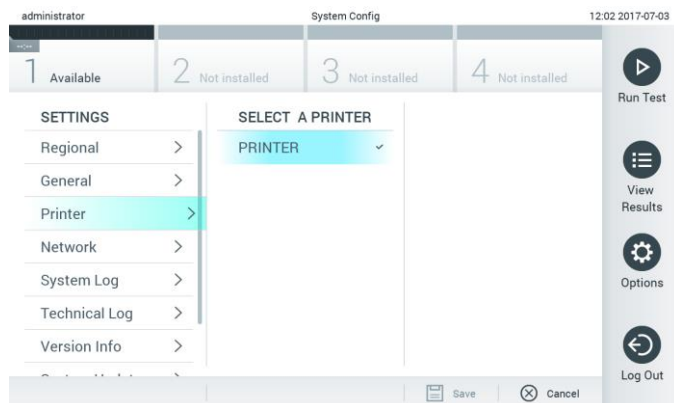 administrator System Config 12:02 2017-07-03
--:--
1 Available 2 Not installed 3 Not installed 4 Not installed
Run Test
SETTINGS SELECT A PRINTER
Regional PRINTER
General
View
Results
Printer
Network
System Log
Options
Technical Log
Version Info
Log Out
Save Cancel